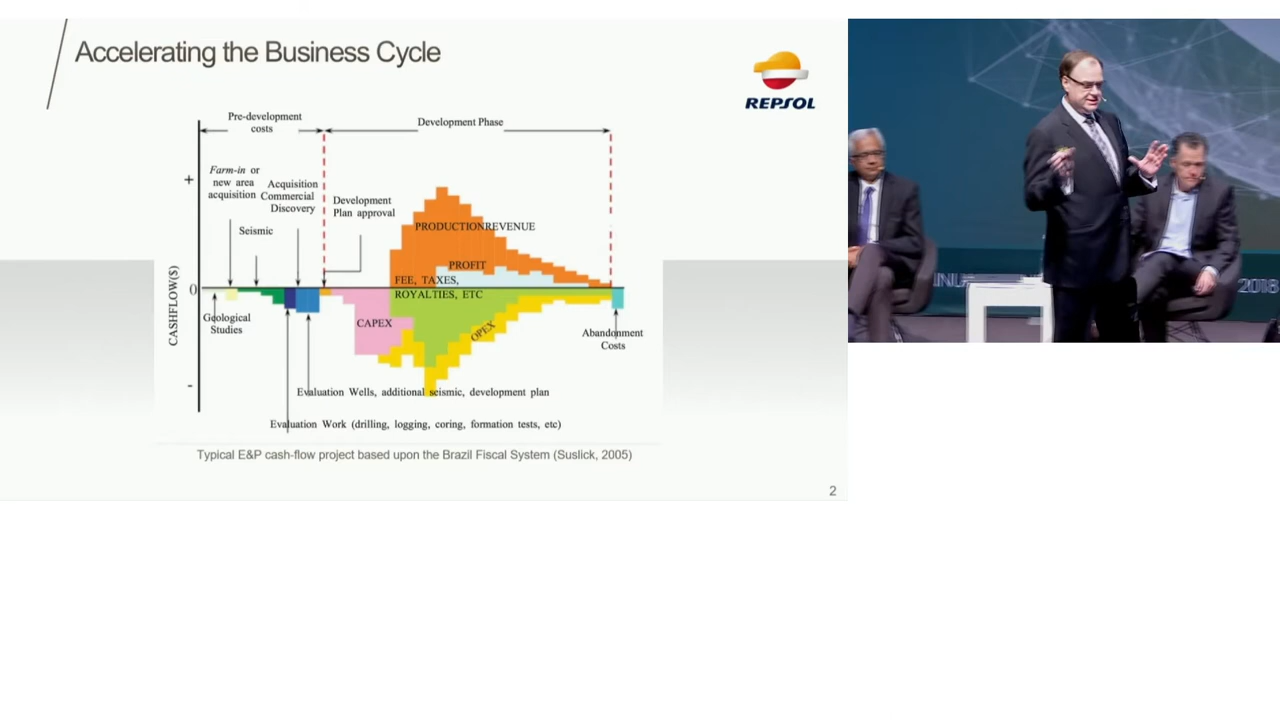 Accelerating the Business Cycle
REPSOL
Pre-development
costs
Development Phase
+
Farm-in or
new area
acquisition
Acquisition
Commercial
Discovery
Development
Plan approval
Seismic
PRODUCTION REVENUE
PROFIT
FEE, TAXES,
ROYALTIES, ETC
0
CASHFLOW($)
Geological
Studies
CAPEX
OPEX
Abandonment
Costs
-
Evaluation Wells, additional seismic, development plan
Evaluation Work (drilling, logging, coring, formation tests, etc)
Typical E&P cash-flow project based upon the Brazil Fiscal System (Suslick, 2005)
2
2018